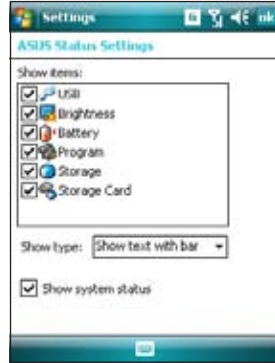 Settings
ok
ASUS Status Settings
Show items:
USB
Brightness
Battery
Program
Storage
Storage Card
Show type: Show text with bar
Show system status